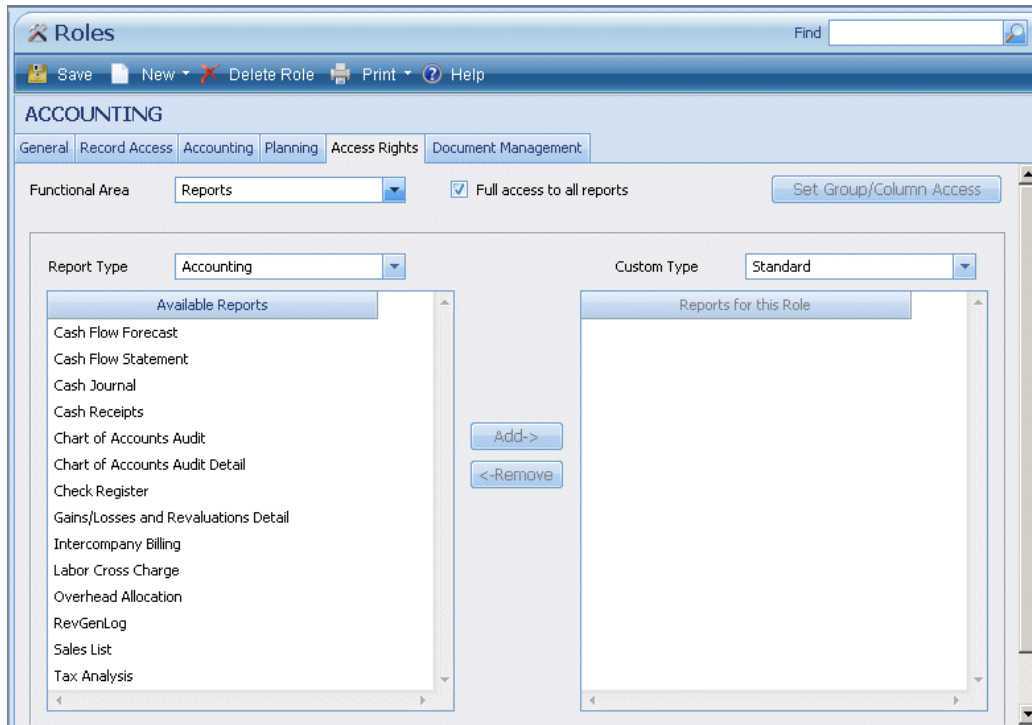 Roles
Find
Save New Delete Role Print Help
ACCOUNTING
General Record Access Accounting Planning Access Rights Document Management
Functional Area Reports Full access to all reports Set Group/Column Access
Report Type Accounting Custom Type Standard
Available Reports
Cash Flow Forecast
Cash Flow Statement
Cash Journal
Cash Receipts
Chart of Accounts Audit
Chart of Accounts Audit Detail
Check Register
Gains/Losses and Revaluations Detail
Intercompany Billing
Labor Cross Charge
Overhead Allocation
RevGenLog
Sales List
Tax Analysis
Add->
<-Remove
Reports for this Role